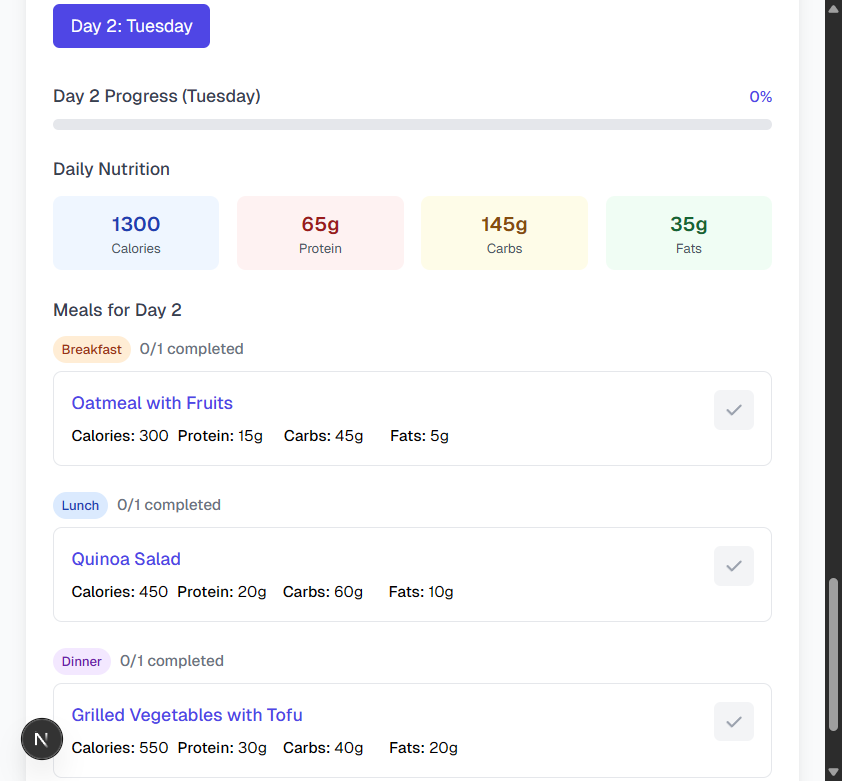 Day 2: Tuesday
Day 2 Progress (Tuesday) 0%
Daily Nutrition
1300 65g 145g 35g
Calories Protein Carbs Fats
Meals for Day 2
Breakfast 0/1 completed
Oatmeal with Fruits
Calories: 300 Protein: 15g Carbs: 45g Fats: 5g
Lunch 0/1 completed
Quinoa Salad
Calories: 450 Protein: 20g Carbs: 60g Fats: 10g
Dinner 0/1 completed
Grilled Vegetables with Tofu
N
Calories: 550 Protein: 30g Carbs: 40g Fats: 20g